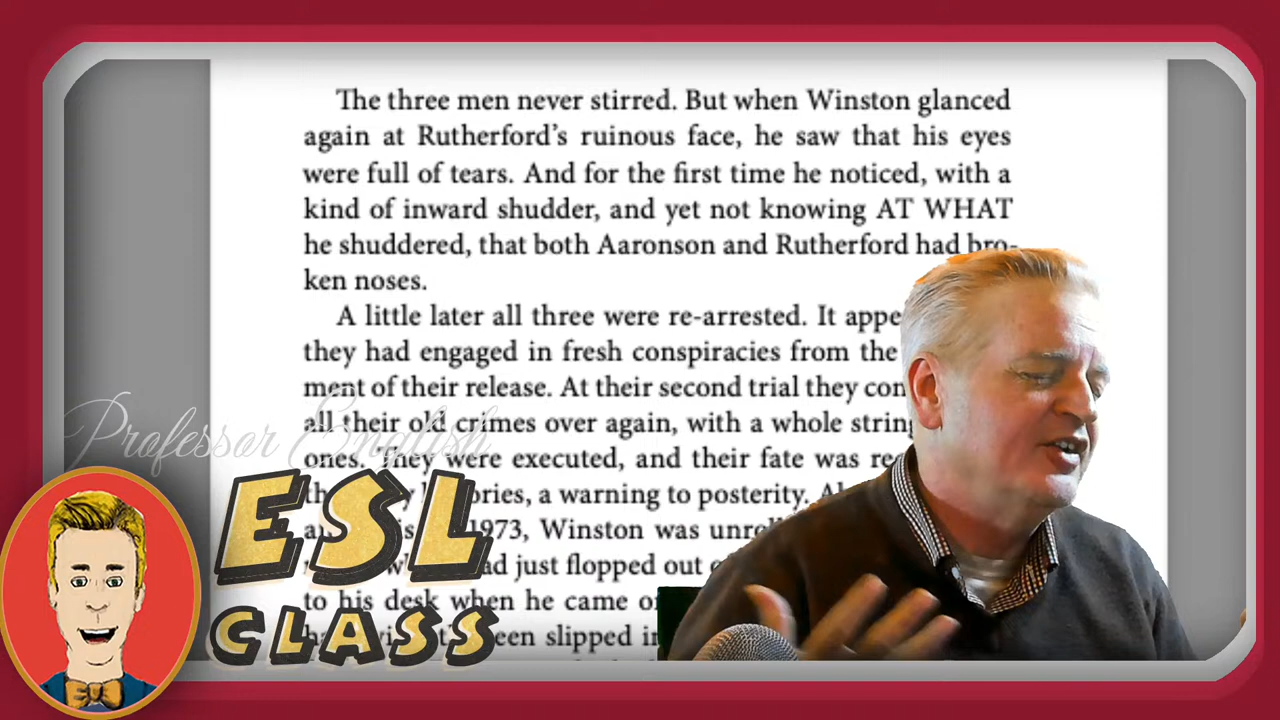 The three men never stirred. But when Winston glanced
again at Rutherford's ruinous face, he saw that his eyes
were full of tears. And for the first time he noticed, with a
kind of inward shudder, and yet not knowing AT WHAT
he shuddered, that both Aaronson and Rutherford had bro-
ken noses.
A little later all three were re-arrested. It appe
they had engaged in fresh conspiracies from the
ment of their release. At their second trial they con
all their old crimes over again, with a whole string
ones. They were executed, and their fate was rec
ories, a warning to posterity.
1973, Winston was unroll
ad just flopped out
to his desk when he came
een slipped in
Professor English
ESL
CLASS